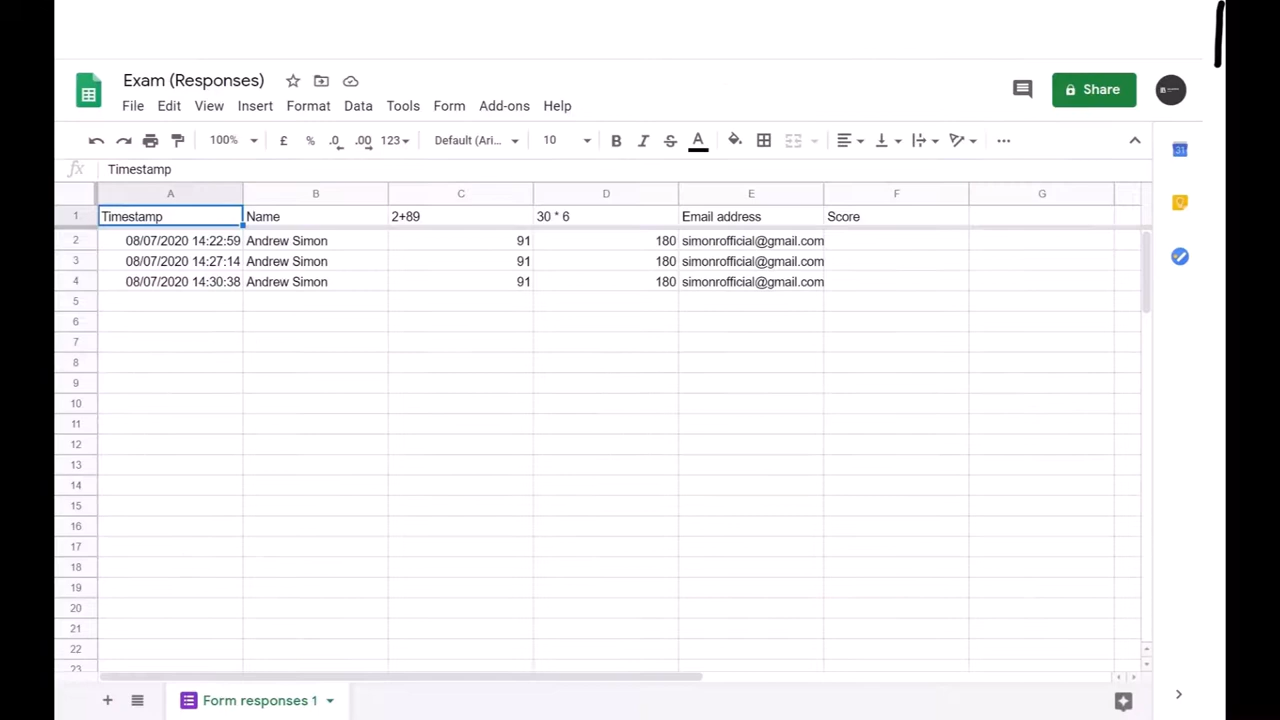 Exam (Responses)
File Edit View Insert Format Data Tools Form Add-ons Help
Share
100% £ % .0 .00 123 Default (Ari... 10 B I S A
fx Timestamp
A B C D E F G
1 Timestamp Name 2+89 30 * 6 Email address Score
2 08/07/2020 14:22:59 Andrew Simon 91 180 simonrofficial@gmail.com
3 08/07/2020 14:27:14 Andrew Simon 91 180 simonrofficial@gmail.com
4 08/07/2020 14:30:38 Andrew Simon 91 180 simonrofficial@gmail.com
5
6
7
8
9
10
11
12
13
14
15
16
17
18
19
20
21
22
23
Form responses 1
31